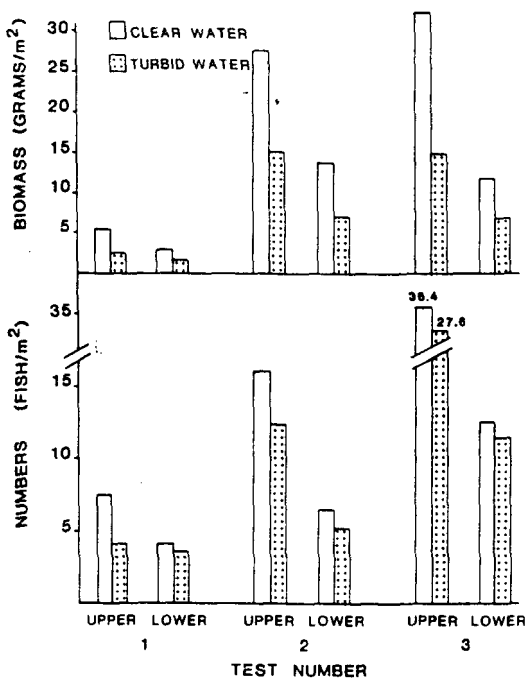 BIOMASS (GRAMS/m²)
30
25
20
15
10
5
CLEAR WATER
TURBID WATER
NUMBERS (FISH/m²)
35
15
10
5
36.4
27.6
UPPER LOWER UPPER LOWER UPPER LOWER
1 2 3
TEST NUMBER